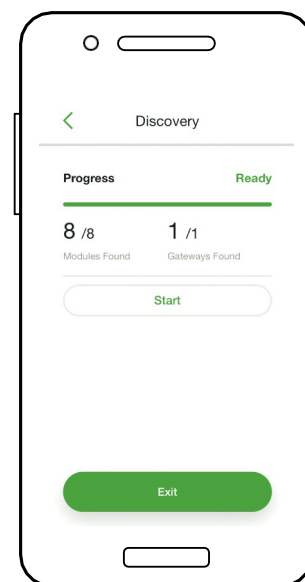 Discovery
Progress Ready
8 /8 1 /1
Modules Found Gateways Found
Start
Exit